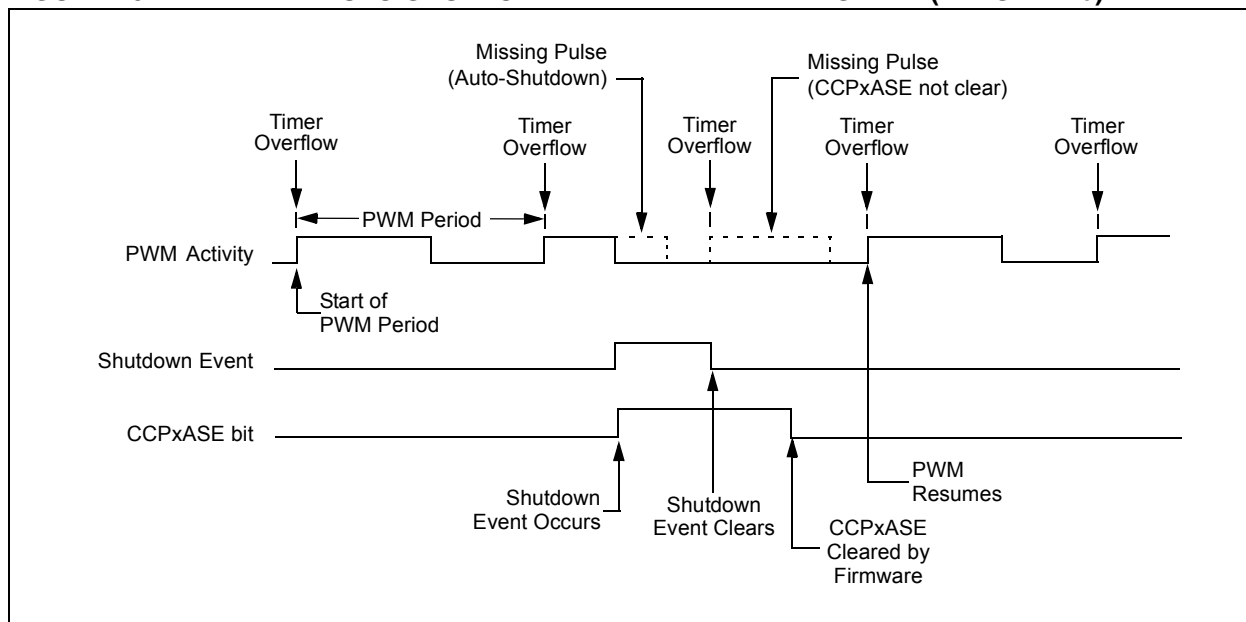 Missing Pulse
(Auto-Shutdown)
Missing Pulse
(CCPxASE not clear)
Timer
Overflow
Timer
Overflow
Timer
Overflow
Timer
Overflow
Timer
Overflow
PWM Period
PWM Activity
Start of
PWM Period
Shutdown Event
CCPxASE bit
Shutdown
Event Occurs
Shutdown
Event Clears
PWM
Resumes
CCPxASE
Cleared by
Firmware